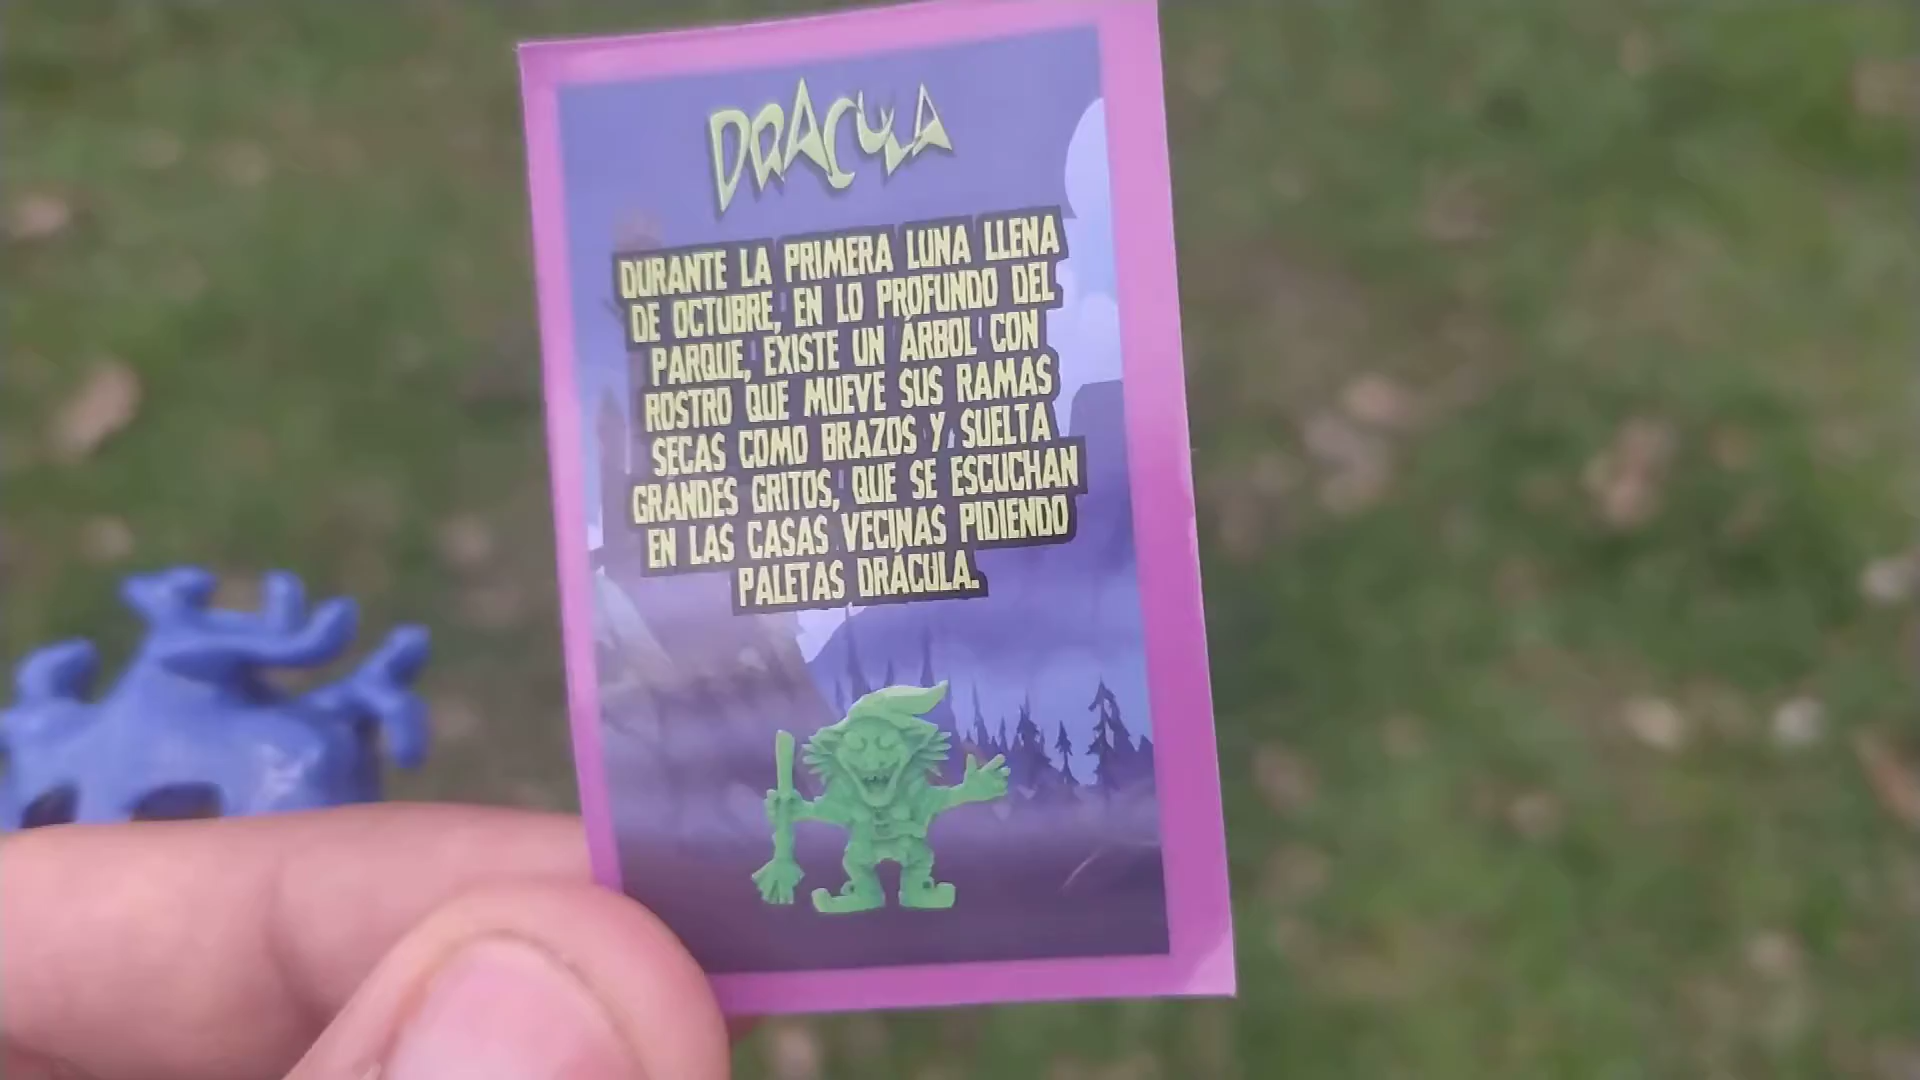 DRACULA
DURANTE LA PRIMERA LUNA LLENA
DE OCTUBRE, EN LO PROFUNDO DEL
PARQUE, EXISTE UN ÁRBOL CON
ROSTRO QUE MUEVE SUS RAMAS
SECAS COMO BRAZOS Y SUELTA
GRANDES GRITOS, QUE SE ESCUCHAN
EN LAS CASAS VECINAS PIDIENDO
PALETAS DRÁCULA.